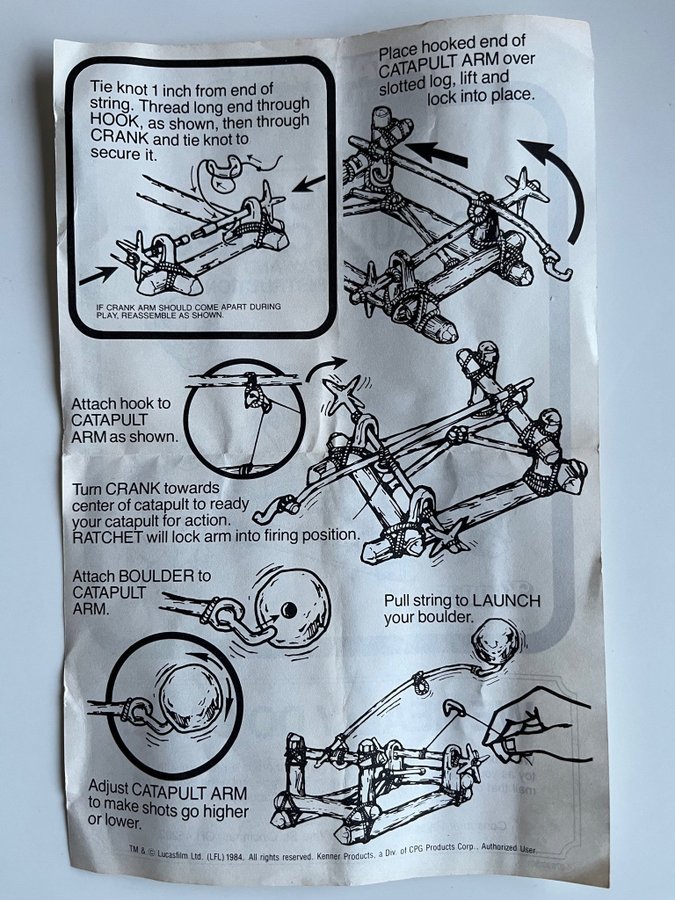 Tie knot 1 inch from end of
string. Thread long end through
HOOK, as shown, then through
CRANK and tie knot to
secure it.
IF CRANK ARM SHOULD COME APART DURING
PLAY, REASSEMBLE AS SHOWN.
Place hooked end of
CATAPULT ARM over
slotted log, lift and
lock into place.
Attach hook to
CATAPULT
ARM as shown.
Turn CRANK towards
center of catapult to ready
your catapult for action.
RATCHET will lock arm into firing position.
Attach BOULDER to
CATAPULT
ARM.
Pull string to LAUNCH
your boulder.
Adjust CATAPULT ARM
to make shots go higher
or lower.
TM & © Lucasfilm Ltd. (LFL) 1984. All rights reserved. Kenner Products, a Div. of CPG Products Corp., Authorized User.